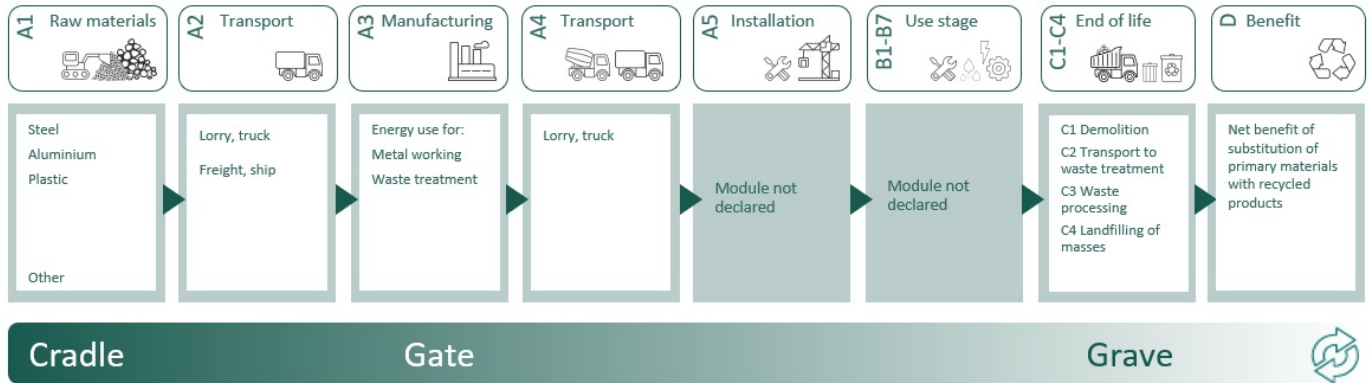 A1 Raw materials
A2 Transport
A3 Manufacturing
A4 Transport
A5 Installation
B1-B7 Use stage
C1-C4 End of life
D Benefit
Steel
Aluminium
Plastic
Other
Lorry, truck
Freight, ship
Energy use for:
Metal working
Waste treatment
Lorry, truck
Module not
declared
Module not
declared
C1 Demolition
C2 Transport to
waste treatment
C3 Waste
processing
C4 Landfilling of
masses
Net benefit of
substitution of
primary materials
with recycled
products
Cradle
Gate
Grave